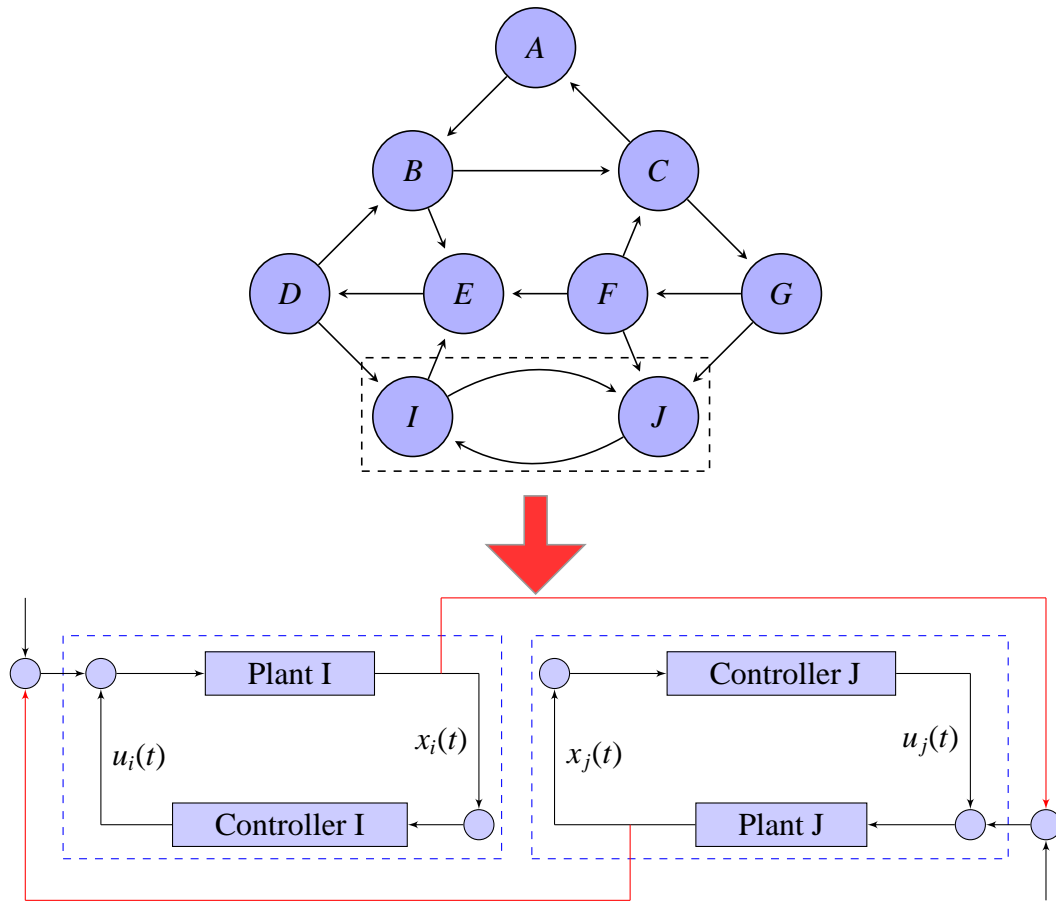 A
B
C
D
E
F
G
I
J
Plant I
Controller J
u_i(t)
x_i(t)
x_j(t)
u_j(t)
Controller I
Plant J